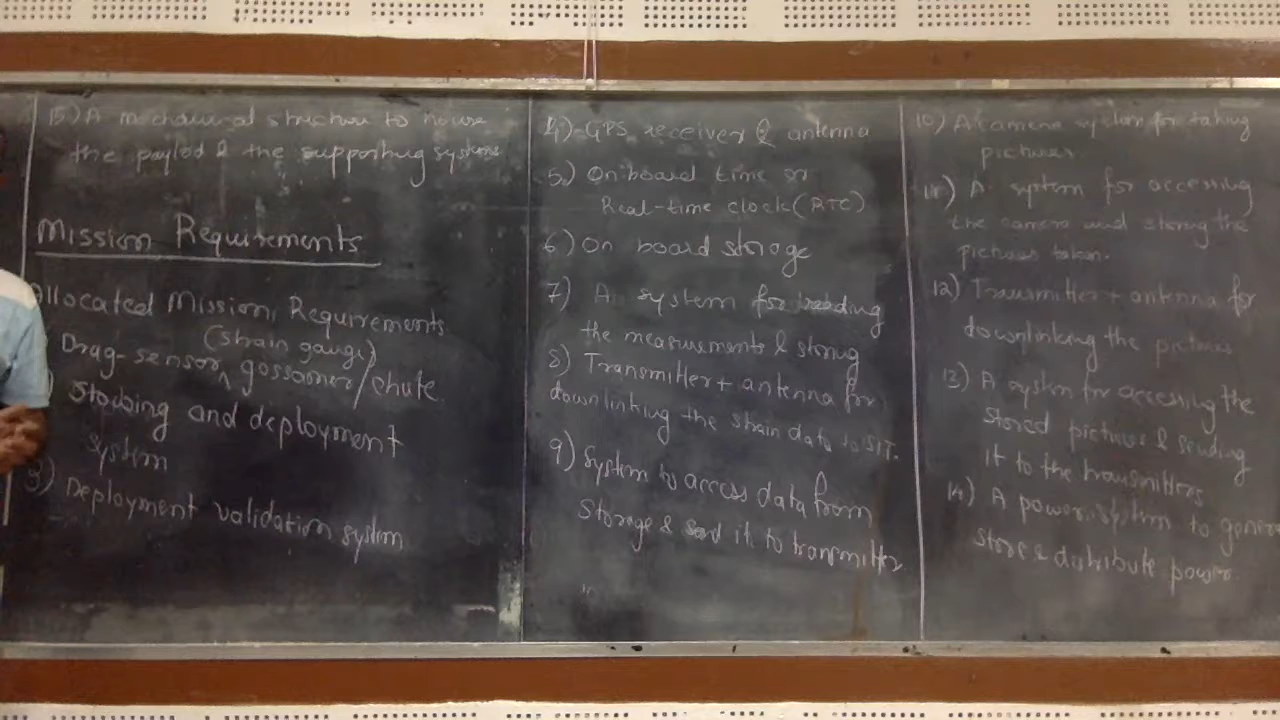 15) A mechanical structure to house
the paylod & the supporting systems
Mission Requirements
Allocated Mission Requirements
(strain gauge)
Drag-sensor ^ gossamer/chute
Stowing and deployment
system
3) Deployment validation system
4) GPS receiver & antenna
5) Onboard time or
Real-time clock (RTC)
6) On board storage
7) A system for reading
the measurements & storing
8) Transmitter + antenna for
downlinking the strain data to SIT.
9) System to access data from
storage & send it to transmitter
10) A camera system for taking
pictures.
11) A system for accessing
the camera and storing the
pictures taken.
12) Transmitter + antenna for
downlinking the pictures
13) A system for accessing the
stored pictures & sending
it to the transmitters
14) A power system to gener
store & distribute power